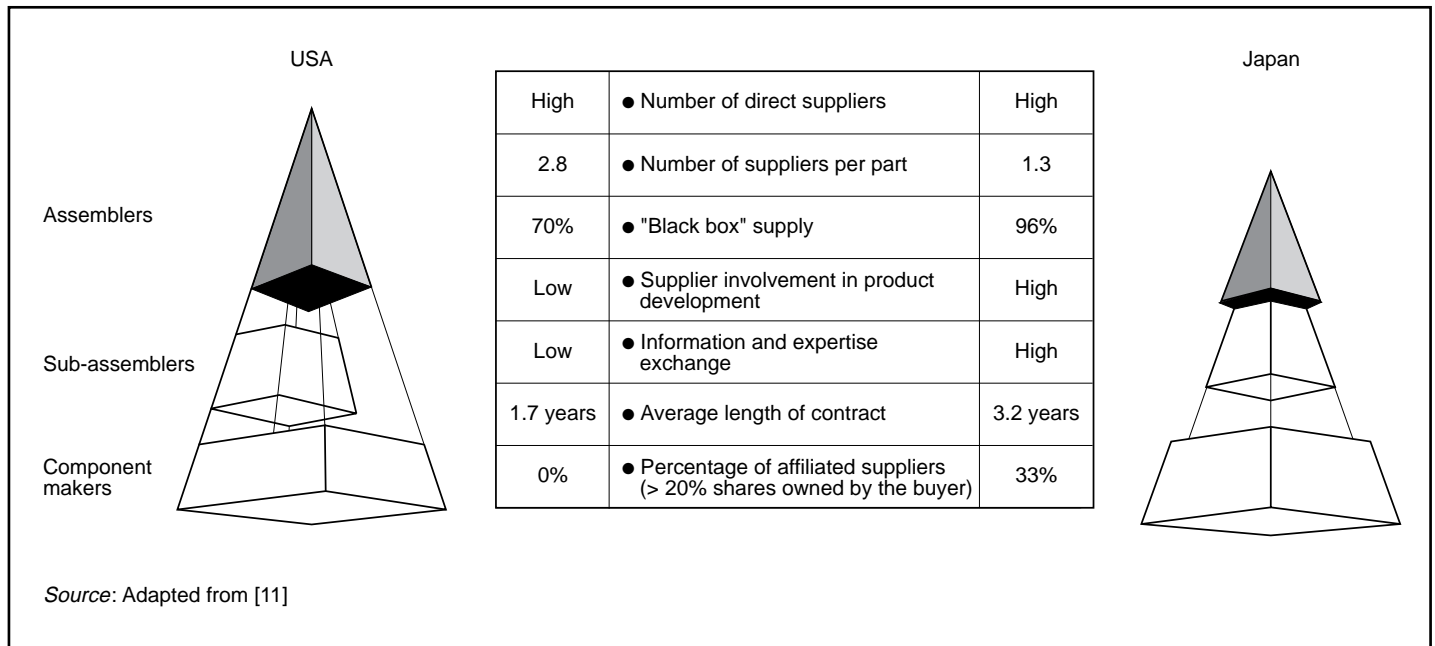 USA
Japan
High ● Number of direct suppliers High
2.8 ● Number of suppliers per part 1.3
70% ● "Black box" supply 96%
Low ● Supplier involvement in product
development High
Low ● Information and expertise
exchange High
1.7 years ● Average length of contract 3.2 years
0% ● Percentage of affiliated suppliers
(> 20% shares owned by the buyer) 33%
Assemblers
Sub-assemblers
Component
makers
Source: Adapted from [11]